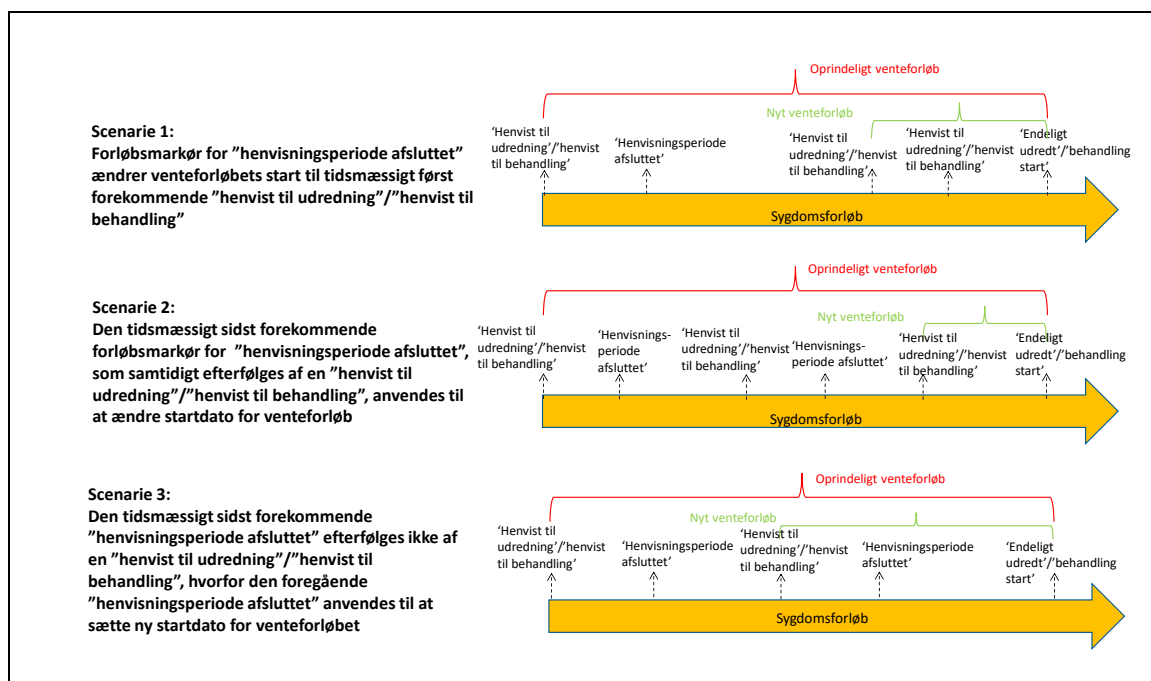 Scenarie 1:
Forløbsmarkør for ”henvisningsperiode afsluttet”
ændrer venteforløbets start til tidsmæssigt først
forekommende ”henvist til udredning”/”henvist til
behandling”
Oprindeligt venteforløb
Nyt venteforløb
‘Henvist til
udredning’/’henvist
til behandling’
‘Henvisningsperiode
afsluttet’
‘Henvist til
udredning’/’henvist
til behandling’
‘Henvist til
udredning’/’henvist
til behandling’
‘Endeligt
udredt’/’behandling
start’
Sygdomsforløb
Scenarie 2:
Den tidsmæssigt sidst forekommende
forløbsmarkør for ”henvisningsperiode afsluttet”,
som samtidigt efterfølges af en ”henvist til
udredning”/”henvist til behandling”, anvendes til
at ændre startdato for venteforløb
Oprindeligt venteforløb
Nyt venteforløb
‘Henvist til
udredning’/’henvist
til behandling’
‘Henvisnings-
periode
afsluttet’
‘Henvist til
udredning’/’henvist
til behandling’
‘Henvisnings-
periode afsluttet’
‘Henvist til
udredning’/’henvist
til behandling’
‘Endeligt
udredt’/’behandling
start’
Sygdomsforløb
Scenarie 3:
Den tidsmæssigt sidst forekommende
”henvisningsperiode afsluttet” efterfølges ikke af
en ”henvist til udredning”/”henvist til
behandling”, hvorfor den foregående
”henvisningsperiode afsluttet” anvendes til at
sætte ny startdato for venteforløbet
Oprindeligt venteforløb
Nyt venteforløb
‘Henvist til
udredning’/’henvist
til behandling’
‘Henvisningsperiode
afsluttet’
‘Henvist til
udredning’/’henvist
til behandling’
‘Henvisningsperiode
afsluttet’
‘Endeligt
udredt’/’behandling
start’
Sygdomsforløb